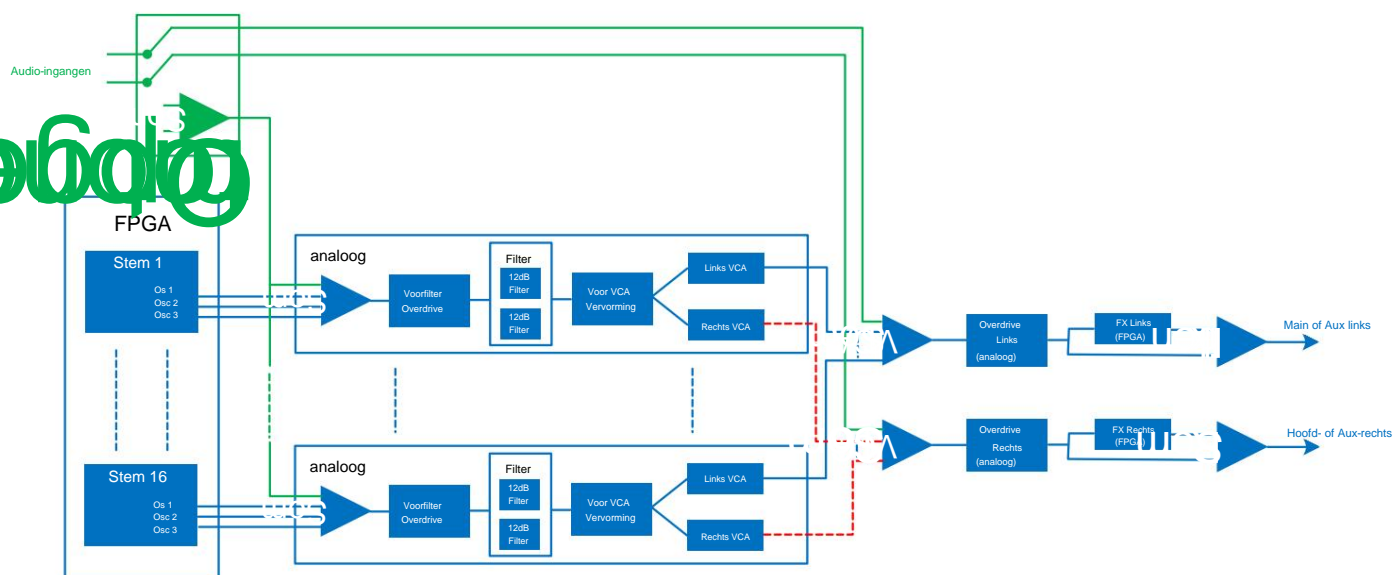 Audio-ingangen
FPGA
Stem 1
Os 1
Osc 2
Osc 3
analoog
Voorfilter
Overdrive
Filter
12dB
Filter
12dB
Filter
Voor VCA
Vervorming
Links VCA
Rechts VCA
Overdrive
Links
(analoog)
FX Links
(FPGA)
Main of Aux links
Overdrive
Rechts
(analoog)
FX Rechts
(FPGA)
Hoofd- of Aux-rechts
Stem 16
Os 1
Osc 2
Osc 3
analoog
Voorfilter
Overdrive
Filter
12dB
Filter
12dB
Filter
Voor VCA
Vervorming
Links VCA
Rechts VCA